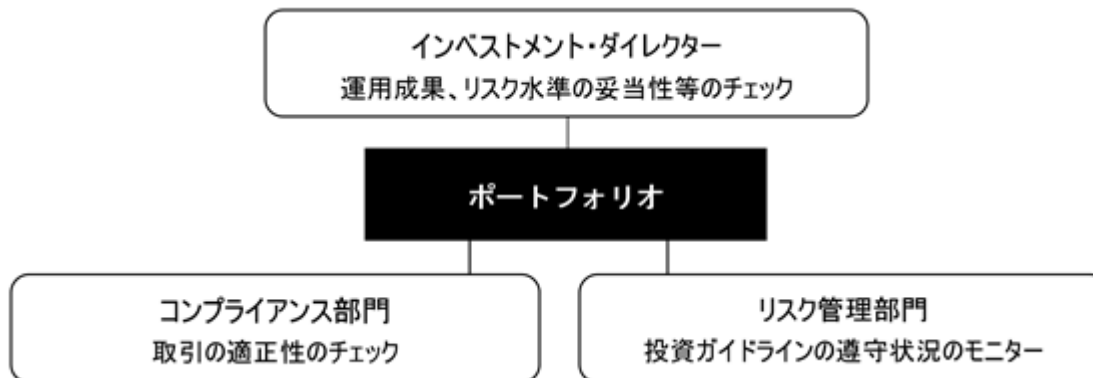 インベストメント・ダイレクター
運用成果、リスク水準の妥当性等のチェック
ポートフォリオ
コンプライアンス部門
取引の適正性のチェック
リスク管理部門
投資ガイドラインの遵守状況のモニター